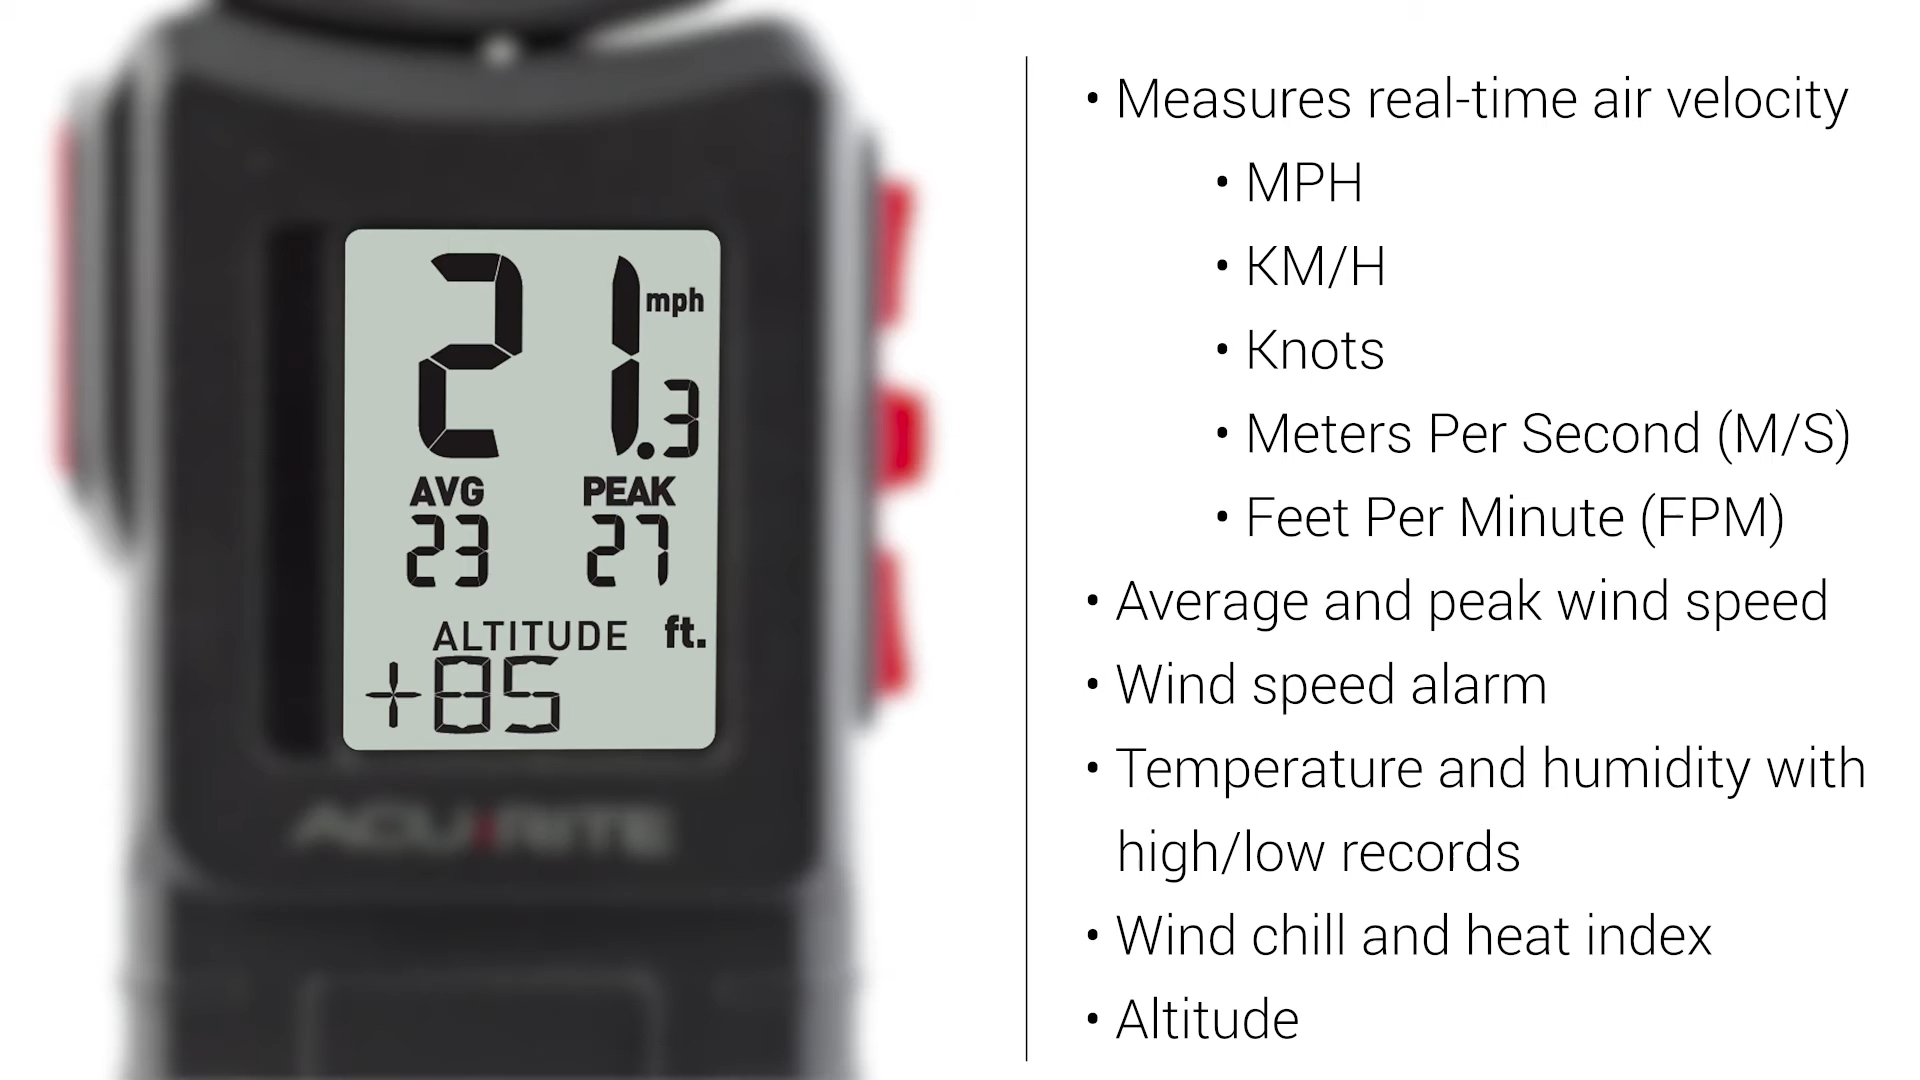 21.3 mph
AVG PEAK
23 27
ALTITUDE ft.
+85
ACURITE
• Measures real-time air velocity
• MPH
• KM/H
• Knots
• Meters Per Second (M/S)
• Feet Per Minute (FPM)
• Average and peak wind speed
• Wind speed alarm
• Temperature and humidity with
high/low records
• Wind chill and heat index
• Altitude